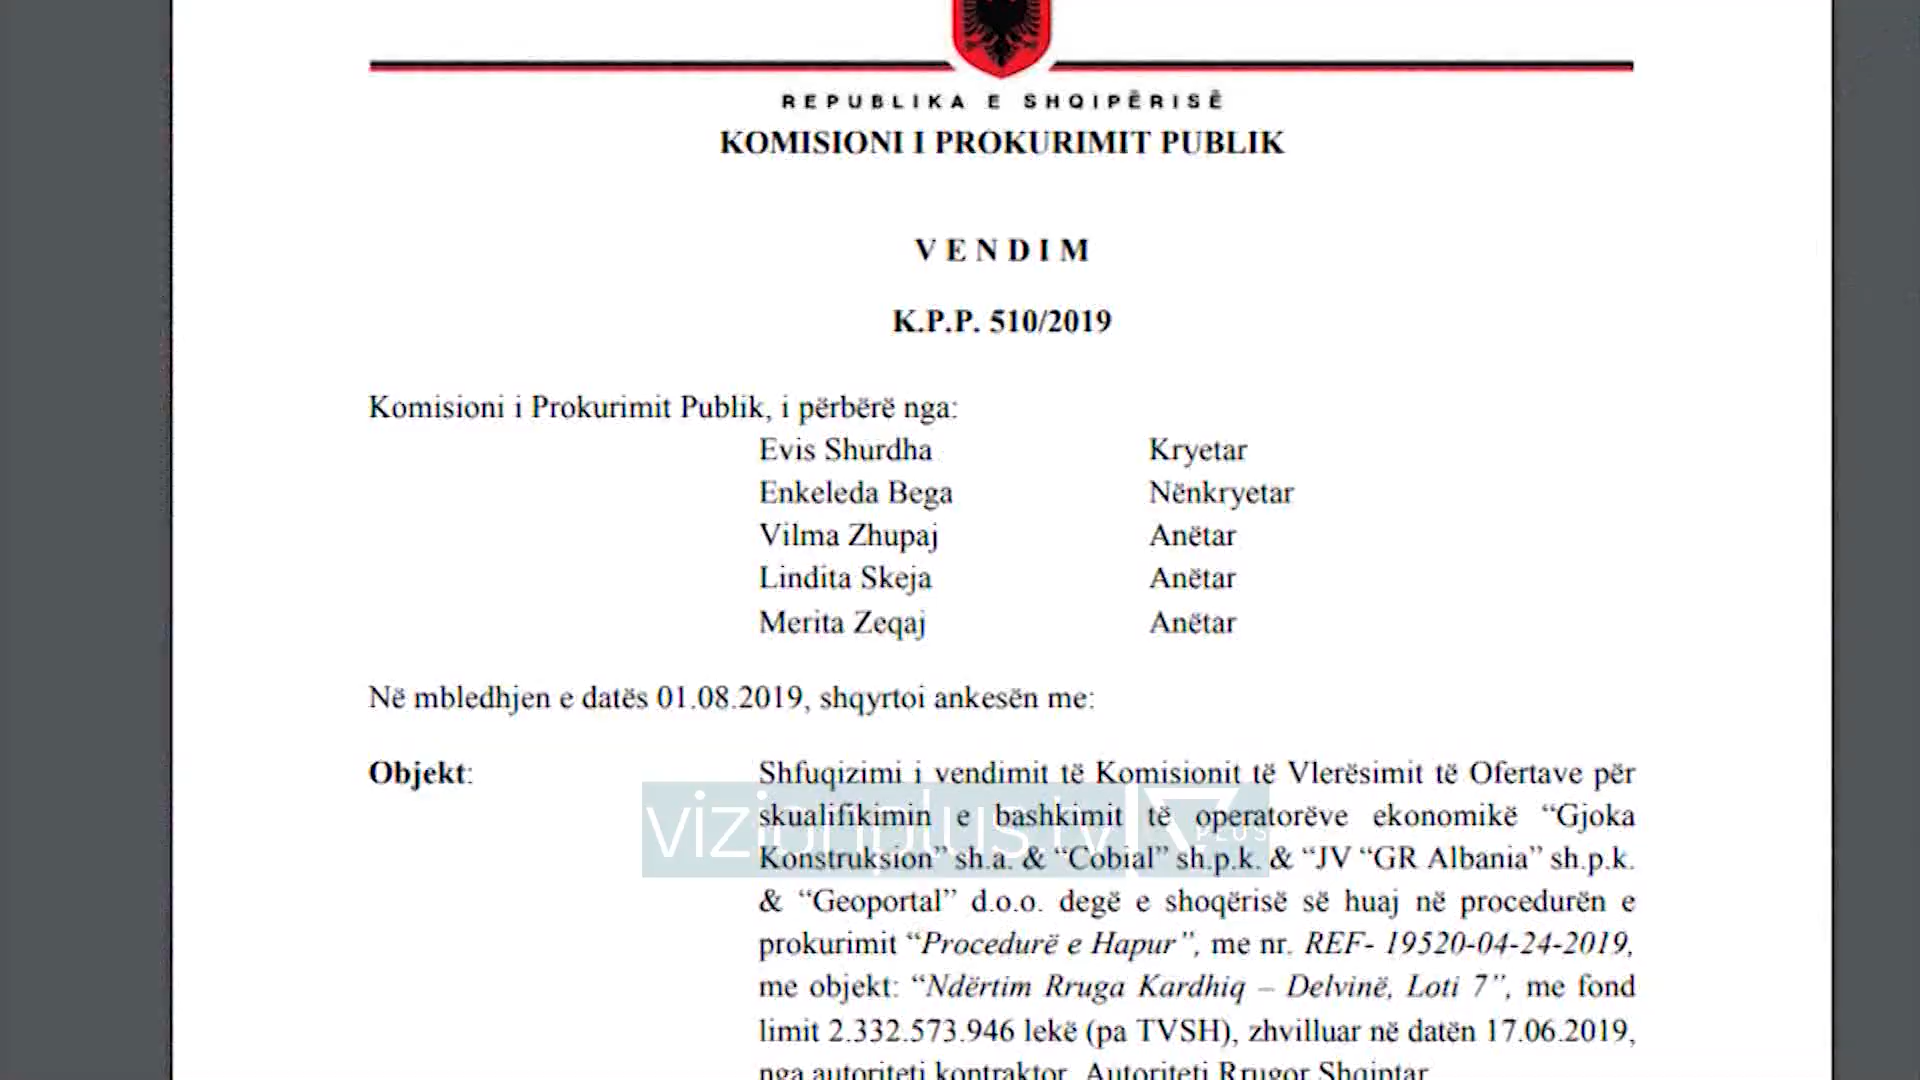 REPUBLIKA E SHQIPËRISË
KOMISIONI I PROKURIMIT PUBLIK
VENDIM
K.P.P. 510/2019
Komisioni i Prokurimit Publik, i përbërë nga:
Evis Shurdha Kryetar
Enkeleda Bega Nënkryetar
Vilma Zhupaj Anëtar
Lindita Skeja Anëtar
Merita Zeqaj Anëtar
Në mbledhjen e datës 01.08.2019, shqyrtoi ankesën me:
Objekt: Shfuqizimi i vendimit të Komisionit të Vlerësimit të Ofertave për
skualifikimin e bashkimit të operatorëve ekonomikë “Gjoka
Konstruksion” sh.a. & “Cobial” sh.p.k. & “JV “GR Albania” sh.p.k.
& “Geoportal” d.o.o. degë e shoqërisë së huaj në procedurën e
prokurimit “Procedurë e Hapur”, me nr. REF- 19520-04-24-2019,
me objekt: “Ndërtim Rruga Kardhiq – Delvinë, Loti 7”, me fond
limit 2.332.573.946 lekë (pa TVSH), zhvilluar në datën 17.06.2019,
nga autoriteti kontraktor, Autoriteti Rrugor Shqiptar
vizionplus.tv PLUS